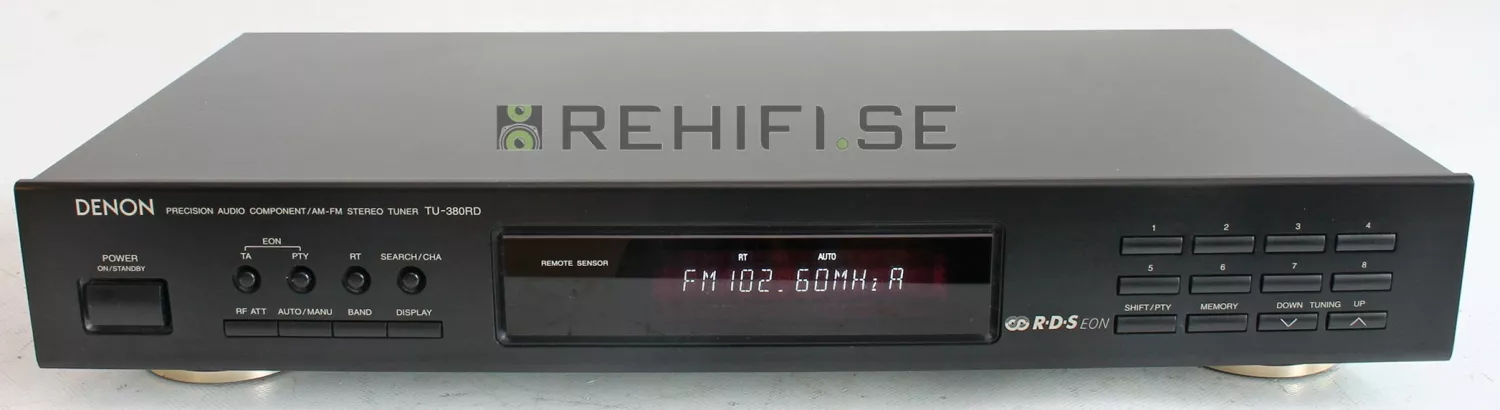 REHIFI.SE
DENON PRECISION AUDIO COMPONENT/AM-FM STEREO TUNER TU-380RD
POWER
ON/STANDBY
EON
TA PTY RT SEARCH/CHA
RF ATT AUTO/MANU BAND DISPLAY
REMOTE SENSOR
RT AUTO
FM102.60MHz A
R·D·S EON
1 2 3 4
5 6 7 8
SHIFT/PTY MEMORY DOWN TUNING UP